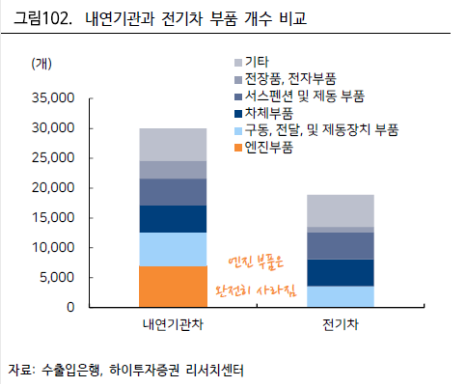 그림102. 내연기관과 전기차 부품 개수 비교
(개)
기타
전장품, 전자부품
서스펜션 및 제동 부품
차체부품
구동, 전달, 및 제동장치 부품
엔진부품
35,000
30,000
25,000
20,000
15,000
10,000
5,000
0
엔진 부품은
완전히 사라짐
내연기관차
전기차
자료: 수출입은행, 하이투자증권 리서치센터